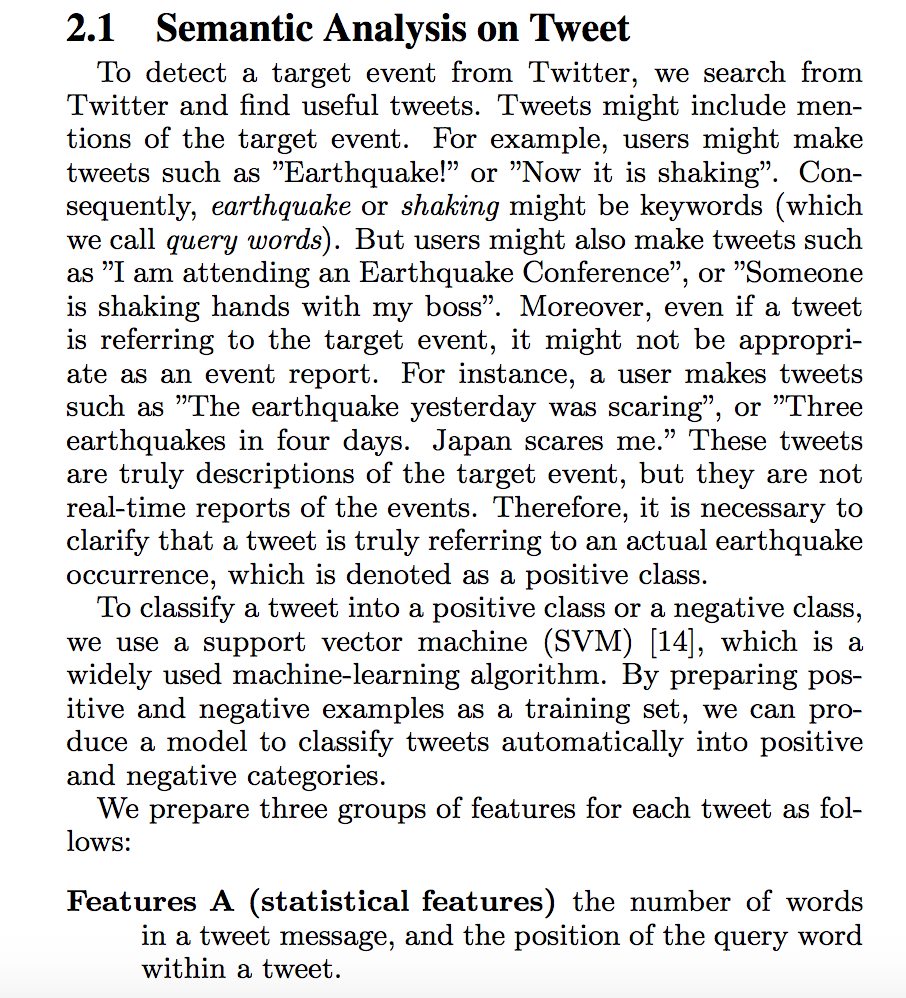 2.1 Semantic Analysis on Tweet
To detect a target event from Twitter, we search from
Twitter and find useful tweets. Tweets might include men-
tions of the target event. For example, users might make
tweets such as ”Earthquake!” or ”Now it is shaking”. Con-
sequently, earthquake or shaking might be keywords (which
we call query words). But users might also make tweets such
as ”I am attending an Earthquake Conference”, or ”Someone
is shaking hands with my boss”. Moreover, even if a tweet
is referring to the target event, it might not be appropri-
ate as an event report. For instance, a user makes tweets
such as ”The earthquake yesterday was scaring”, or ”Three
earthquakes in four days. Japan scares me.” These tweets
are truly descriptions of the target event, but they are not
real-time reports of the events. Therefore, it is necessary to
clarify that a tweet is truly referring to an actual earthquake
occurrence, which is denoted as a positive class.
To classify a tweet into a positive class or a negative class,
we use a support vector machine (SVM) [14], which is a
widely used machine-learning algorithm. By preparing pos-
itive and negative examples as a training set, we can pro-
duce a model to classify tweets automatically into positive
and negative categories.
We prepare three groups of features for each tweet as fol-
lows:
Features A (statistical features) the number of words
in a tweet message, and the position of the query word
within a tweet.